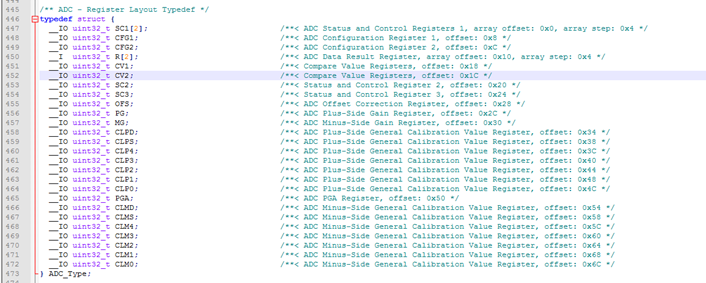 445 /** ADC - Register Layout Typedef */
446 typedef struct {
447 __IO uint32_t SC1[2]; /**< ADC Status and Control Registers 1, array offset: 0x0, array step: 0x4 */
448 __IO uint32_t CFG1; /**< ADC Configuration Register 1, offset: 0x8 */
449 __IO uint32_t CFG2; /**< ADC Configuration Register 2, offset: 0xC */
450 __I uint32_t R[2]; /**< ADC Data Result Register, array offset: 0x10, array step: 0x4 */
451 __IO uint32_t CV1; /**< Compare Value Registers, offset: 0x18 */
452 __IO uint32_t CV2; /**< Compare Value Registers, offset: 0x1C */
453 __IO uint32_t SC2; /**< Status and Control Register 2, offset: 0x20 */
454 __IO uint32_t SC3; /**< Status and Control Register 3, offset: 0x24 */
455 __IO uint32_t OFS; /**< ADC Offset Correction Register, offset: 0x28 */
456 __IO uint32_t PG; /**< ADC Plus-Side Gain Register, offset: 0x2C */
457 __IO uint32_t MG; /**< ADC Minus-Side Gain Register, offset: 0x30 */
458 __IO uint32_t CLPD; /**< ADC Plus-Side General Calibration Value Register, offset: 0x34 */
459 __IO uint32_t CLPS; /**< ADC Plus-Side General Calibration Value Register, offset: 0x38 */
460 __IO uint32_t CLP4; /**< ADC Plus-Side General Calibration Value Register, offset: 0x3C */
461 __IO uint32_t CLP3; /**< ADC Plus-Side General Calibration Value Register, offset: 0x40 */
462 __IO uint32_t CLP2; /**< ADC Plus-Side General Calibration Value Register, offset: 0x44 */
463 __IO uint32_t CLP1; /**< ADC Plus-Side General Calibration Value Register, offset: 0x48 */
464 __IO uint32_t CLP0; /**< ADC Plus-Side General Calibration Value Register, offset: 0x4C */
465 __IO uint32_t PGA; /**< ADC PGA Register, offset: 0x50 */
466 __IO uint32_t CLMD; /**< ADC Minus-Side General Calibration Value Register, offset: 0x54 */
467 __IO uint32_t CLMS; /**< ADC Minus-Side General Calibration Value Register, offset: 0x58 */
468 __IO uint32_t CLM4; /**< ADC Minus-Side General Calibration Value Register, offset: 0x5C */
469 __IO uint32_t CLM3; /**< ADC Minus-Side General Calibration Value Register, offset: 0x60 */
470 __IO uint32_t CLM2; /**< ADC Minus-Side General Calibration Value Register, offset: 0x64 */
471 __IO uint32_t CLM1; /**< ADC Minus-Side General Calibration Value Register, offset: 0x68 */
472 __IO uint32_t CLM0; /**< ADC Minus-Side General Calibration Value Register, offset: 0x6C */
473 } ADC_Type;